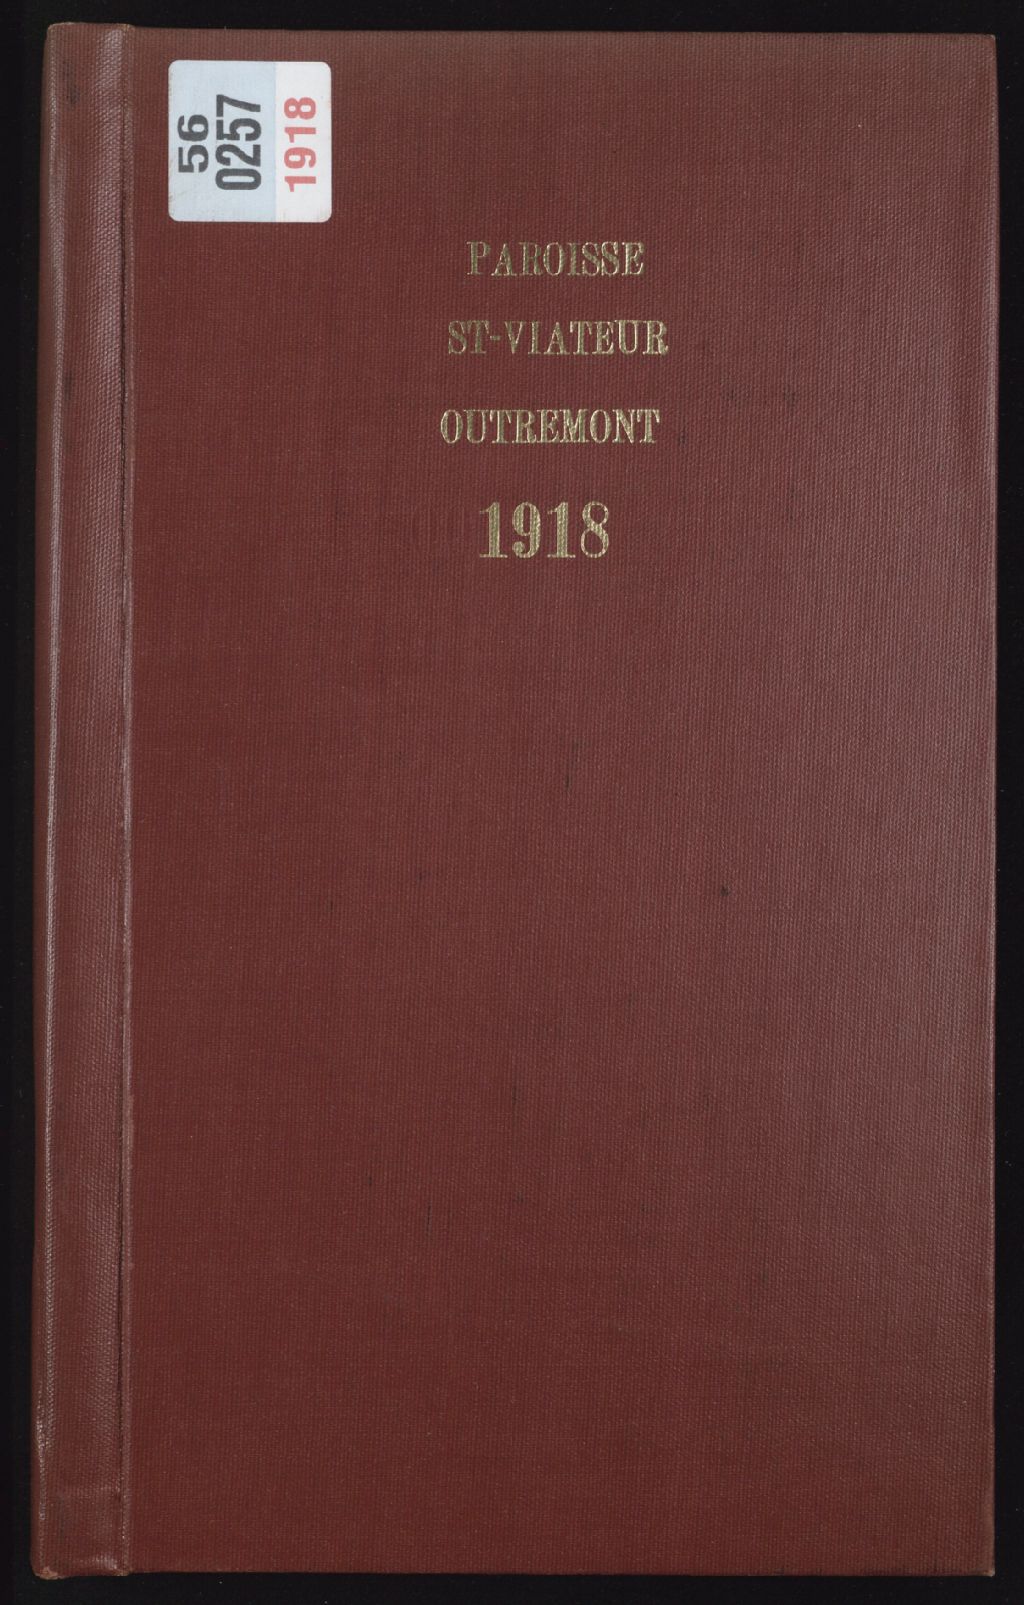 56
0257
1918
PAROISSE
ST-VIATEUR
OUTREMONT
1918